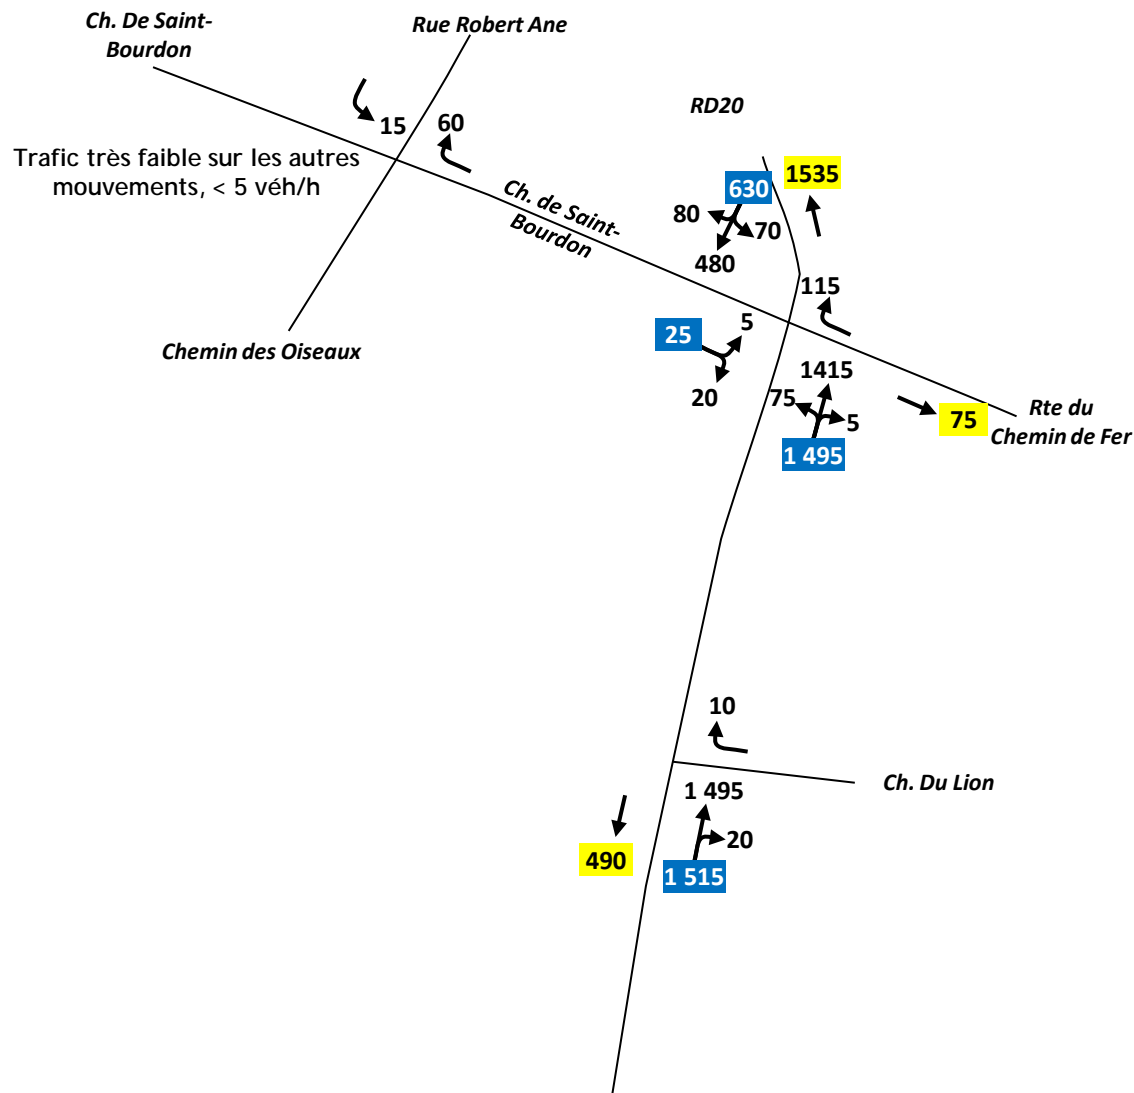 Ch. De Saint-
Bourdon
Rue Robert Ane
RD20
15
60
Trafic très faible sur les autres
mouvements, < 5 véh/h
Ch. de Saint-
Bourdon
630
1535
80
70
480
115
Chemin des Oiseaux
25
5
20
1415
75
5
1 495
75
Rte du
Chemin de Fer
10
Ch. Du Lion
1 495
20
490
1 515